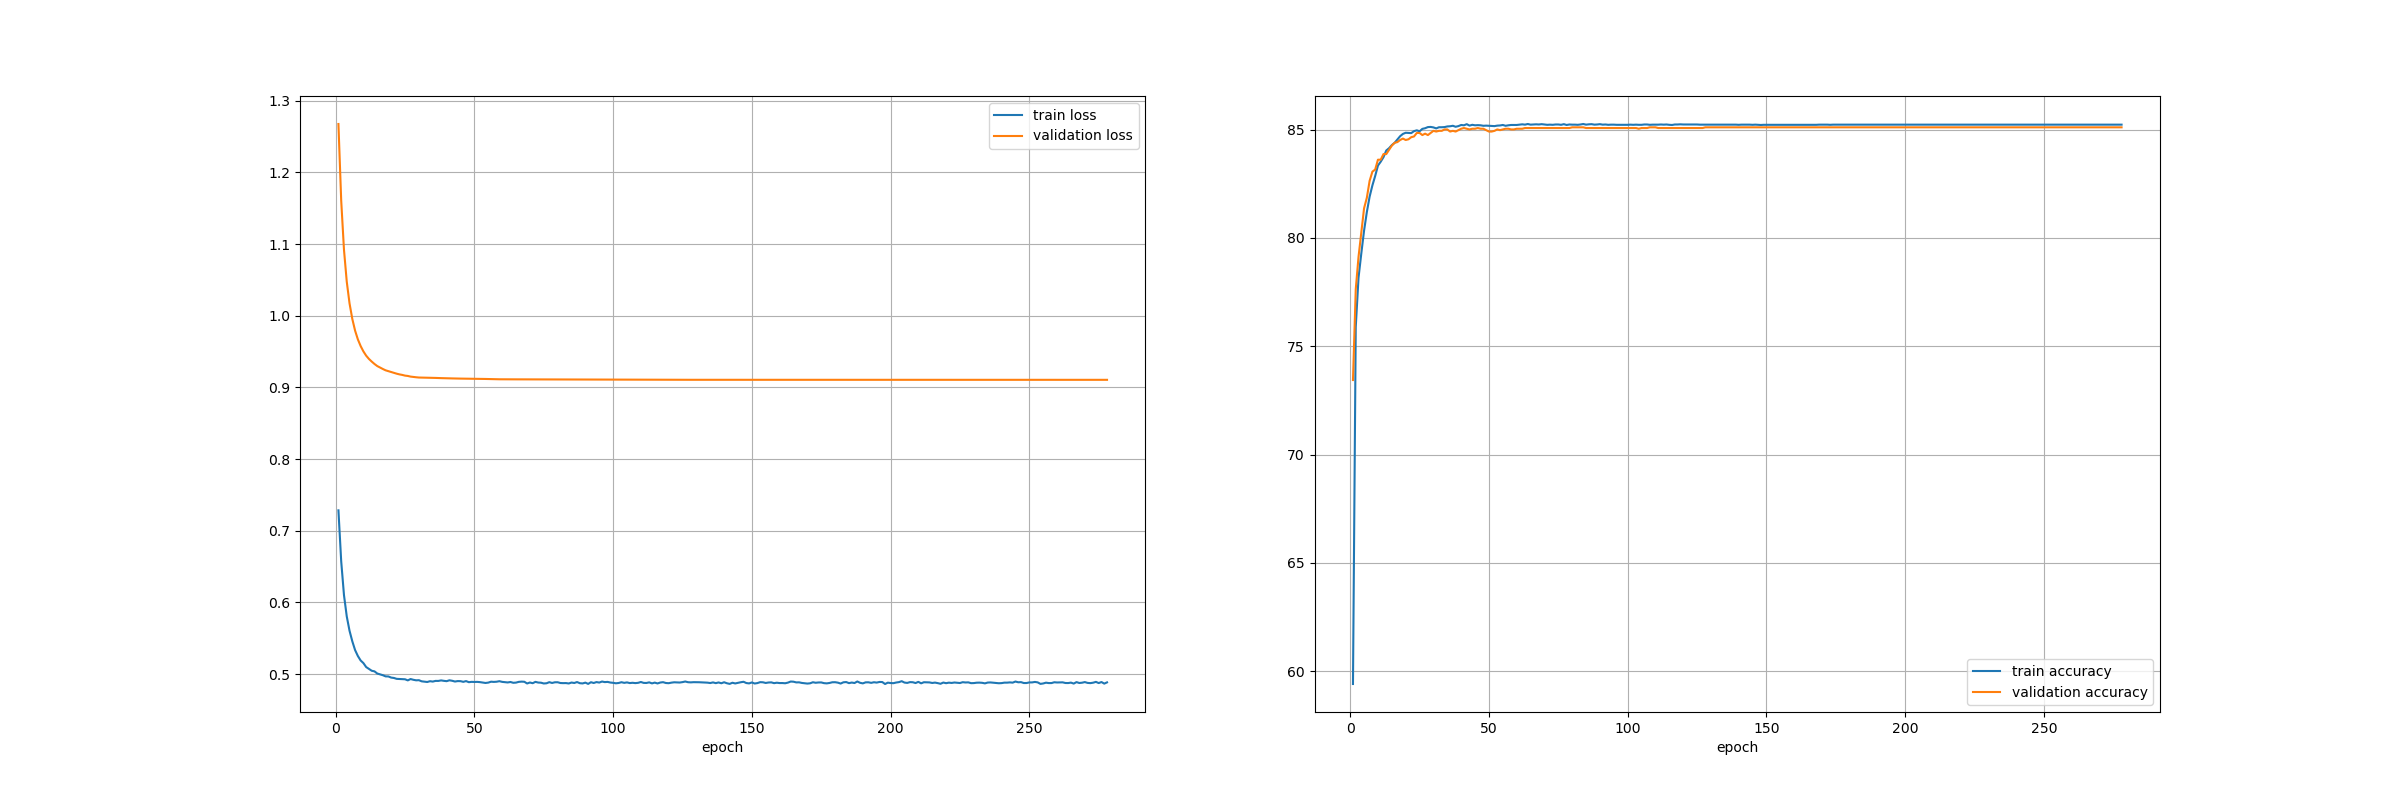 1.3
1.2
1.1
1.0
0.9
0.8
0.7
0.6
0.5
0 50 100 150 200 250
epoch
train loss
validation loss
85
80
75
70
65
60
0 50 100 150 200 250
epoch
train accuracy
validation accuracy